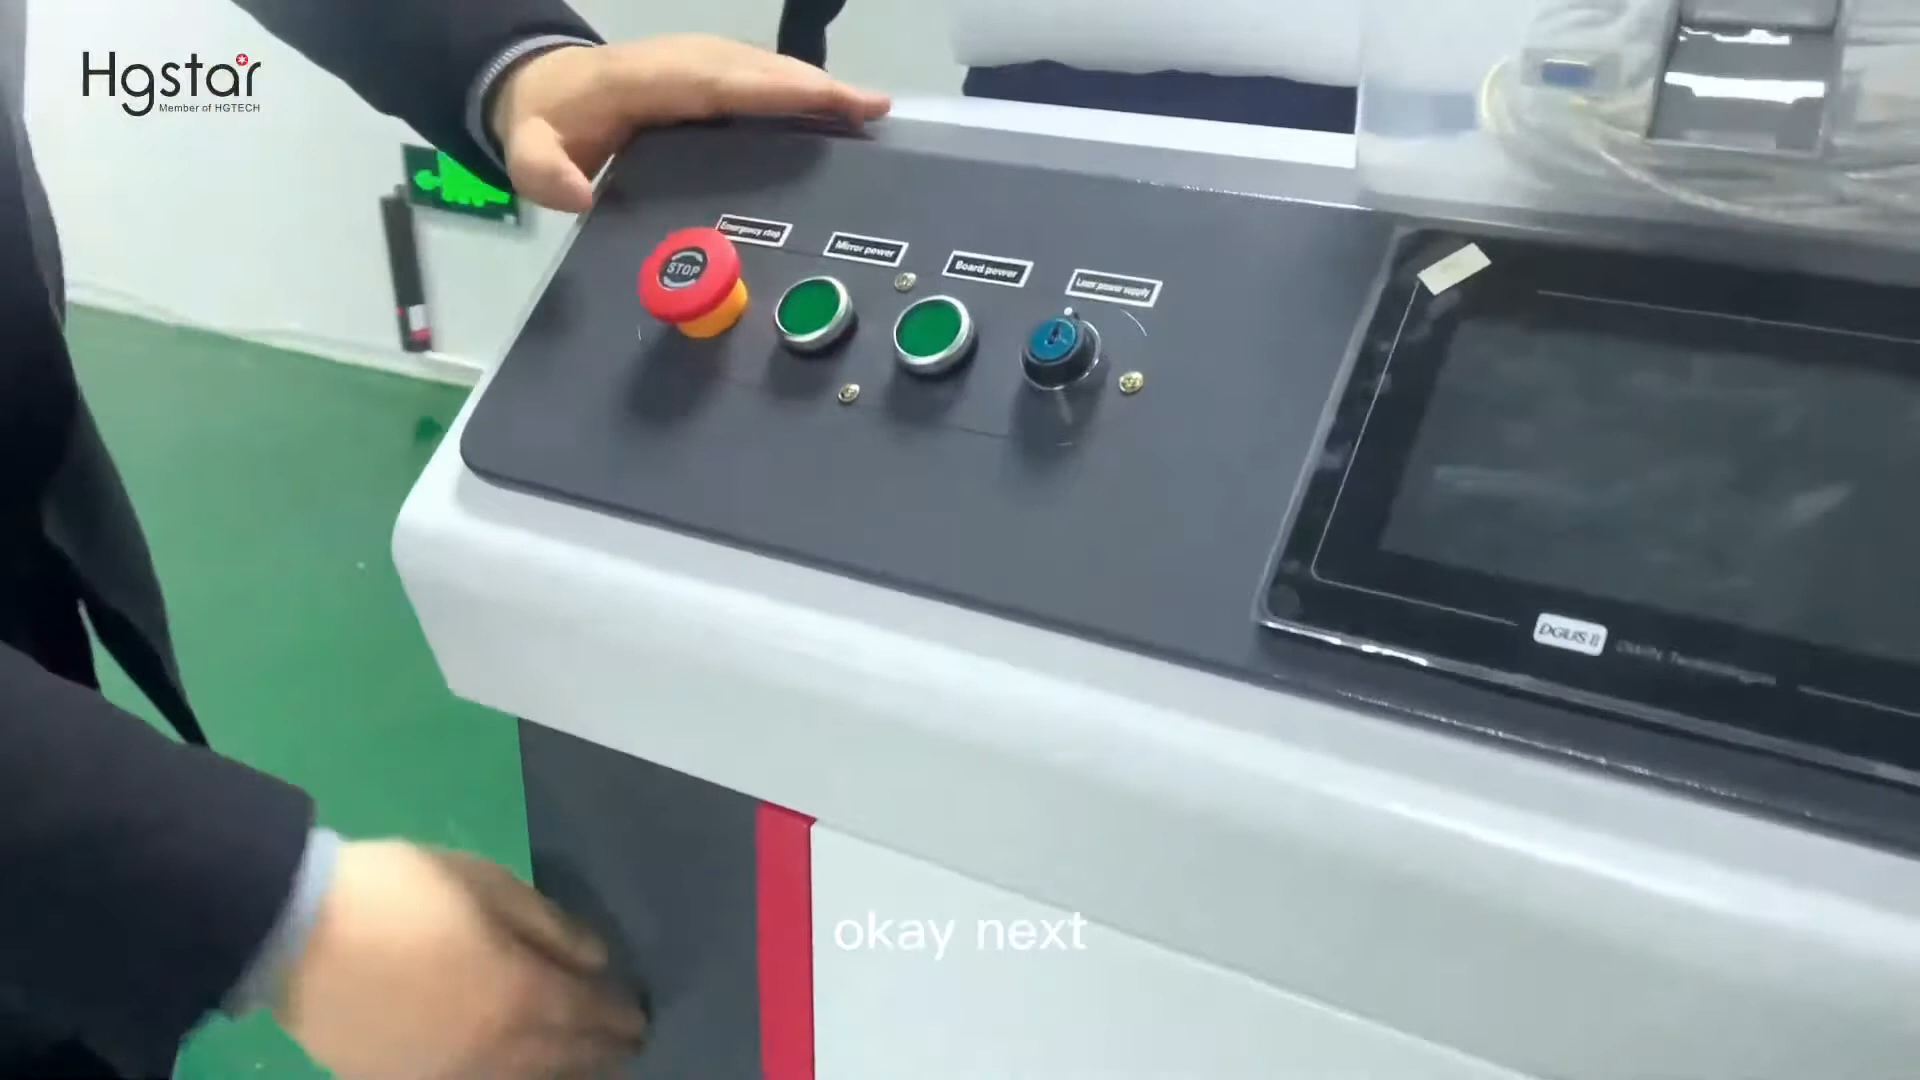 Hgstar
Member of HGTECH
Emergency stop
STOP
Mirror power
Board power
Laser power supply
DGUS II
okay next